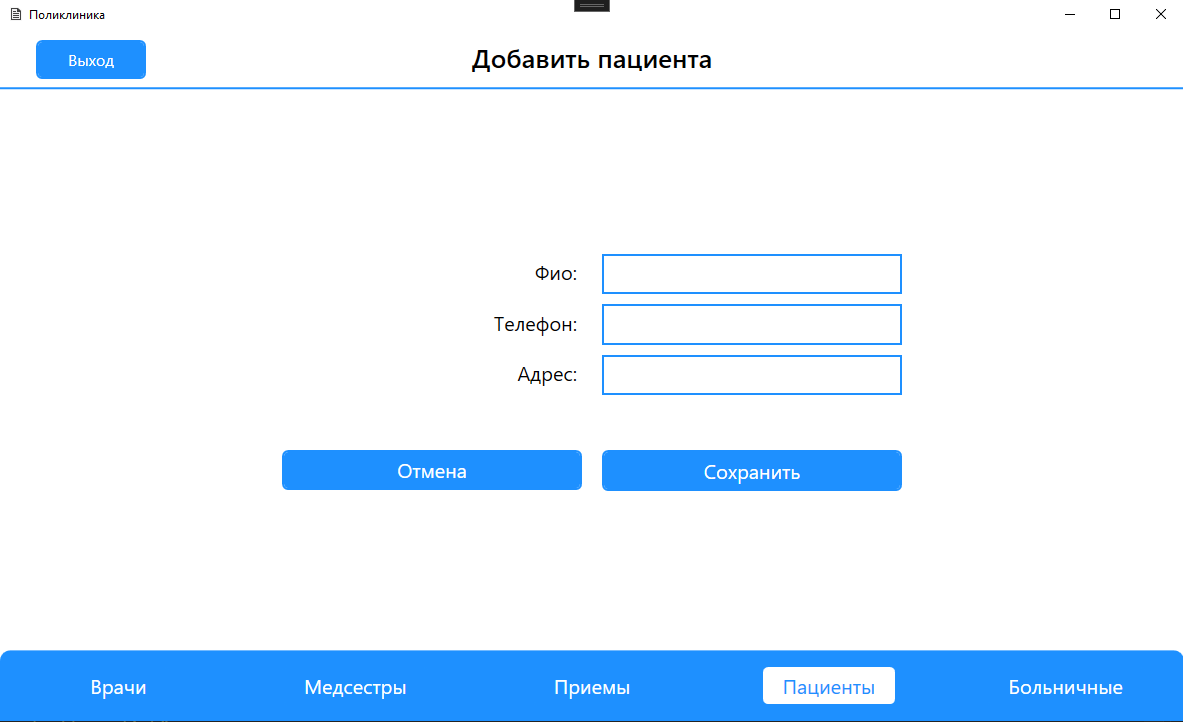 Поликлиника
Выход
Добавить пациента
Фио:
Телефон:
Адрес:
Отмена
Сохранить
Врачи
Медсестры
Приемы
Пациенты
Больничные